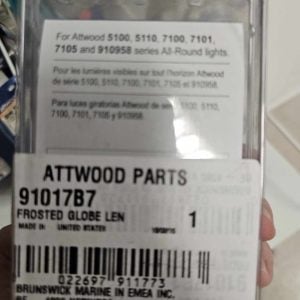 For Attwood 5100, 5110, 7100, 7101,
7105 and 910958 series All-Round lights.
Pour les lumières visibles sur tout l'horizon Attwood
de série 5100, 5110, 7100, 7101, 7105 et 910958.
Para luces giratorias Attwood de serie 5100, 5110,
7100, 7101, 7105 y 910958.
ATTWOOD PARTS
91017B7
FROSTED GLOBE LEN
MADE IN UNITED STATES
1
022697 911773
BRUNSWICK MARINE IN EMEA INC.